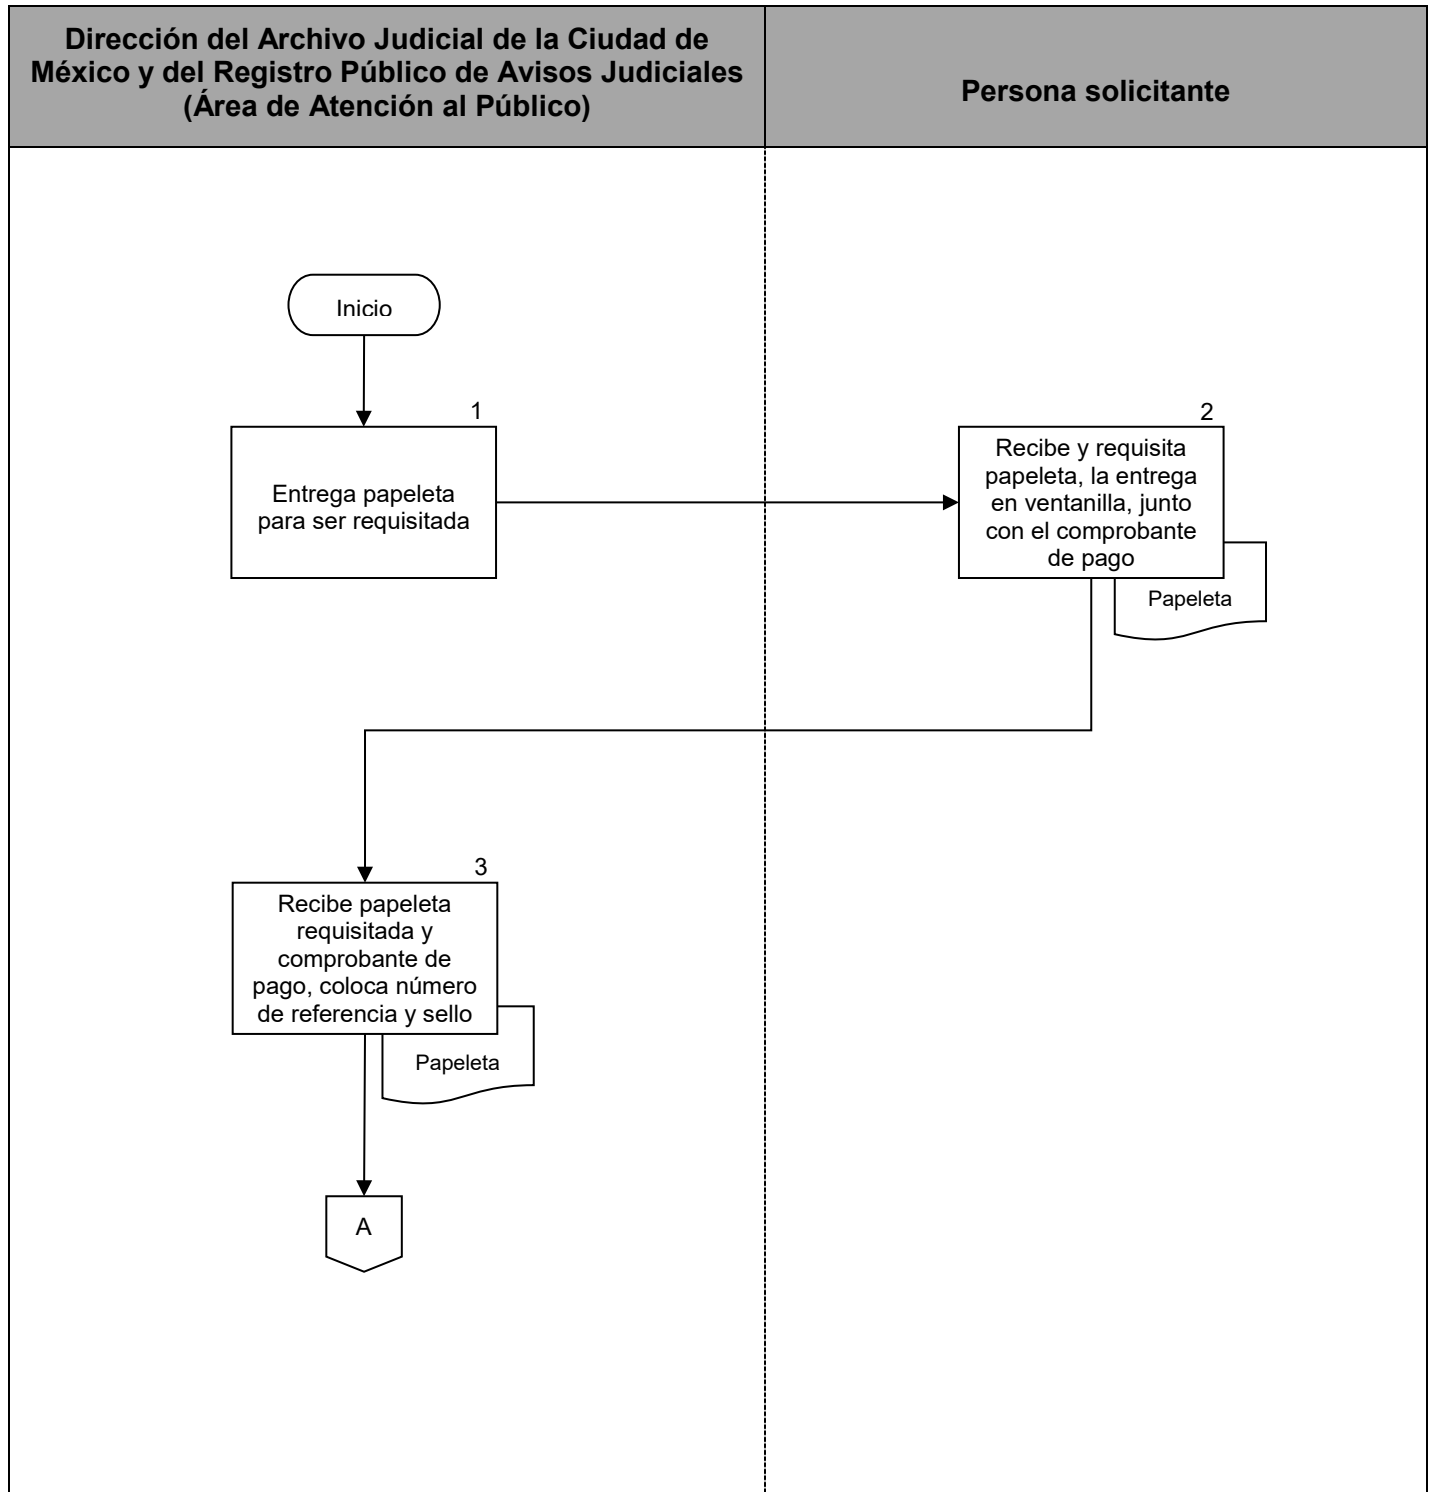 Dirección del Archivo Judicial de la Ciudad de
México y del Registro Público de Avisos Judiciales
(Área de Atención al Público)
Persona solicitante
Inicio
1
Entrega papeleta
para ser requisitada
2
Recibe y requisita
papeleta, la entrega
en ventanilla, junto
con el comprobante
de pago
Papeleta
3
Recibe papeleta
requisitada y
comprobante de
pago, coloca número
de referencia y sello
Papeleta
A